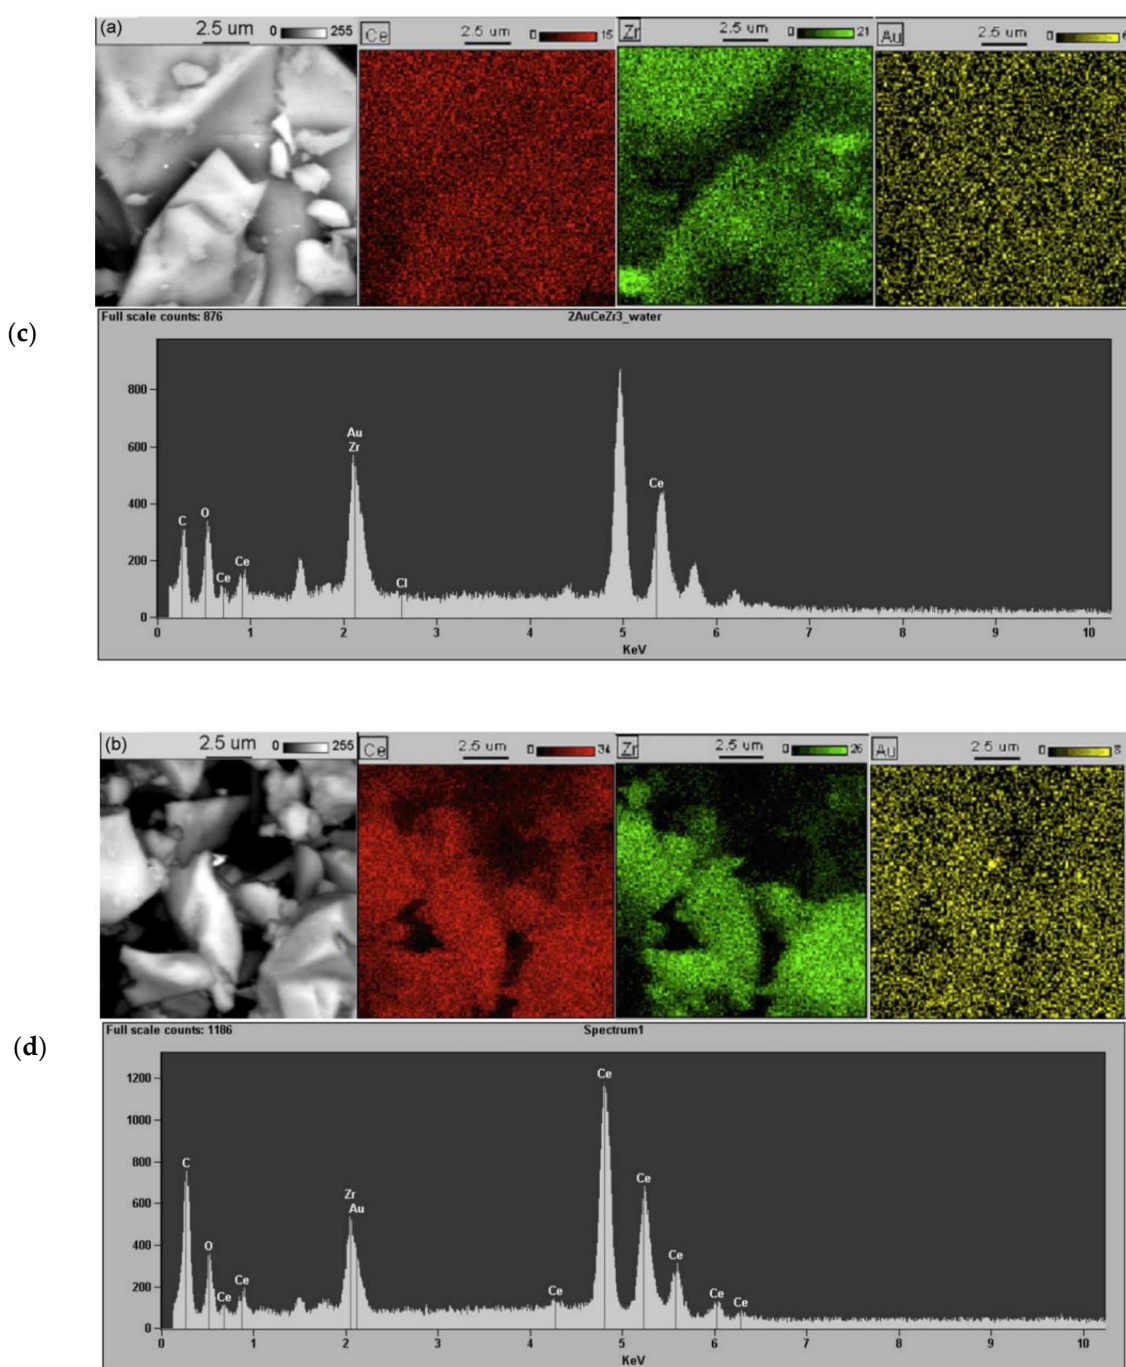 (a) 2.5 um 0 255 Ce 2.5 um 0 15 Zr 2.5 um 0 21 Au 2.5 um 0 6
(c)
Full scale counts: 876 2AuCeZr3_water
800
600
400
200
0
C
O
Ce
Ce
Au
Zr
Cl
Ce
0 1 2 3 4 5 6 7 8 9 10
KeV
(b) 2.5 um 0 255 Ce 2.5 um 0 34 Zr 2.5 um 0 26 Au 2.5 um 0 8
(d)
Full scale counts: 1186 Spectrum1
1200
1000
800
600
400
200
0
C
O
Ce
Ce
Zr
Au
Ce
Ce
Ce
Ce
Ce
Ce
0 1 2 3 4 5 6 7 8 9 10
KeV